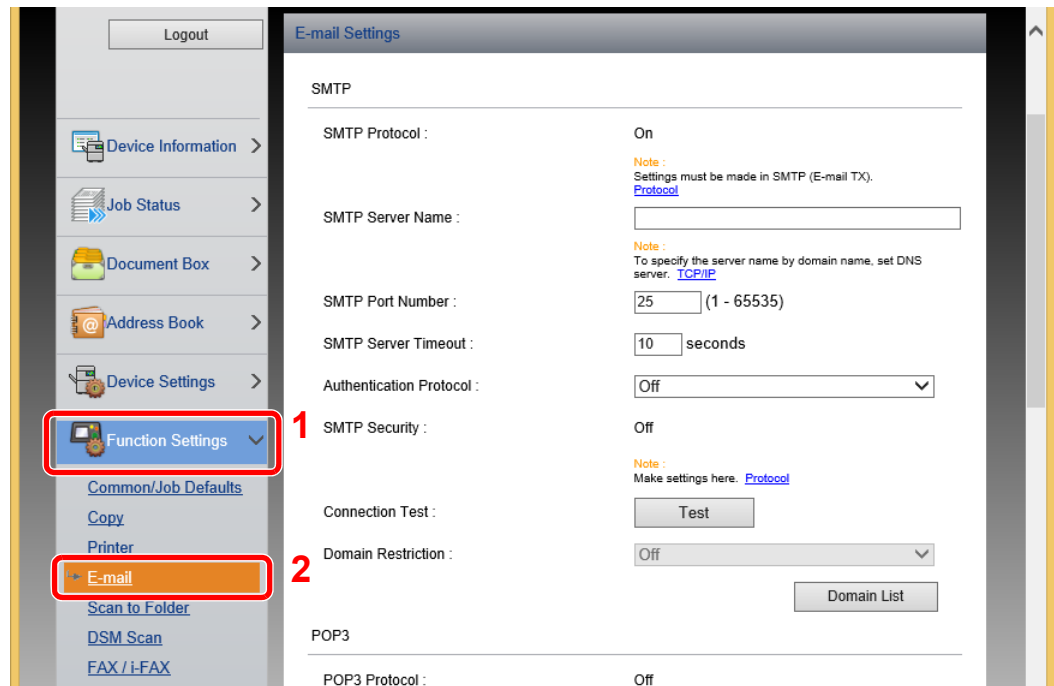 Logout
Device Information
Job Status
Document Box
Address Book
Device Settings
Function Settings
1
Common/Job Defaults
Copy
Printer
E-mail
2
Scan to Folder
DSM Scan
FAX / i-FAX
E-mail Settings
SMTP
SMTP Protocol : On
Note :
Settings must be made in SMTP (E-mail TX).
Protocol
SMTP Server Name :
Note :
To specify the server name by domain name, set DNS
server. TCP/IP
SMTP Port Number : 25 (1 - 65535)
SMTP Server Timeout : 10 seconds
Authentication Protocol : Off
SMTP Security : Off
Note :
Make settings here. Protocol
Connection Test : Test
Domain Restriction : Off
Domain List
POP3
POP3 Protocol : Off